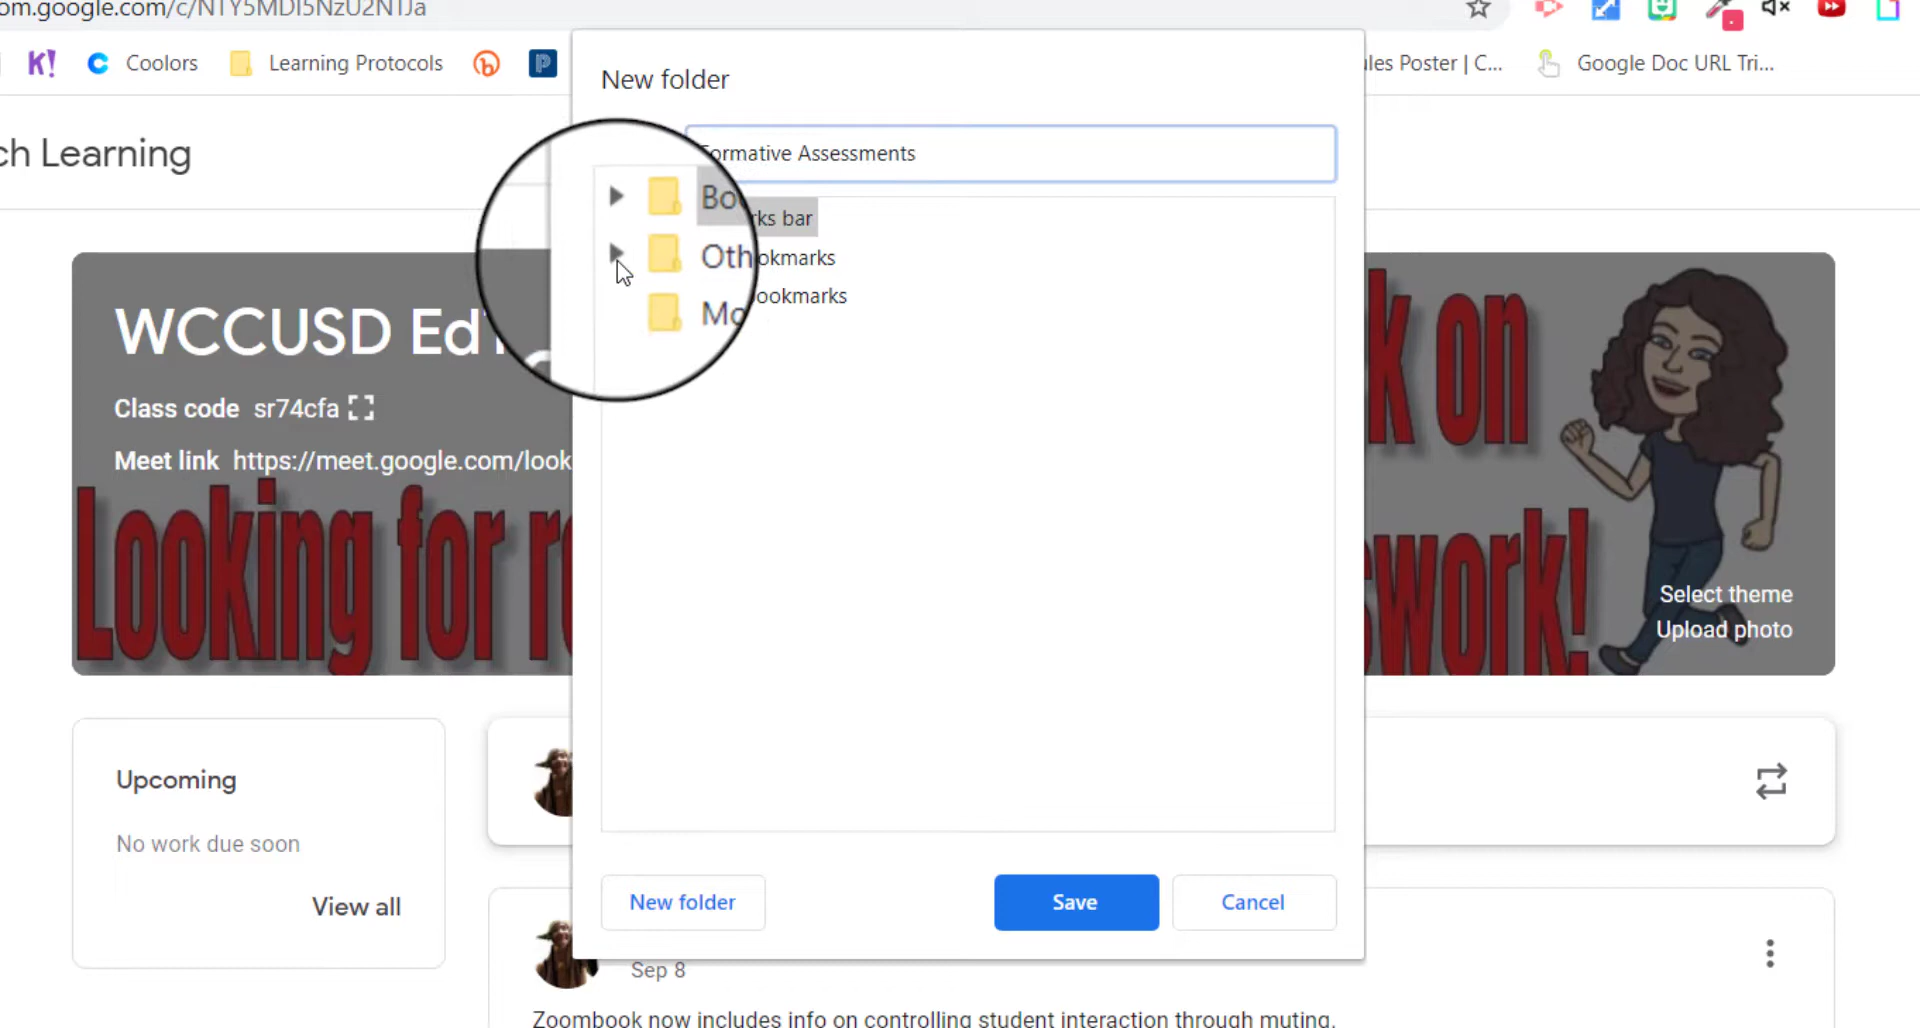 om.google.com/c/NTY5MDI5NzU2NTJa
K! Coolors Learning Protocols les Poster | C... Google Doc URL Tri...
New folder
ch Learning
Formative Assessments
Bo rks bar
Oth okmarks
Mo ookmarks
WCCUSD EdT
Class code sr74cfa
Meet link https://meet.google.com/look
Looking for r
k on
swork!
Select theme
Upload photo
Upcoming
No work due soon
View all
New folder Save Cancel
Sep 8
Zoombook now includes info on controlling student interaction through muting.